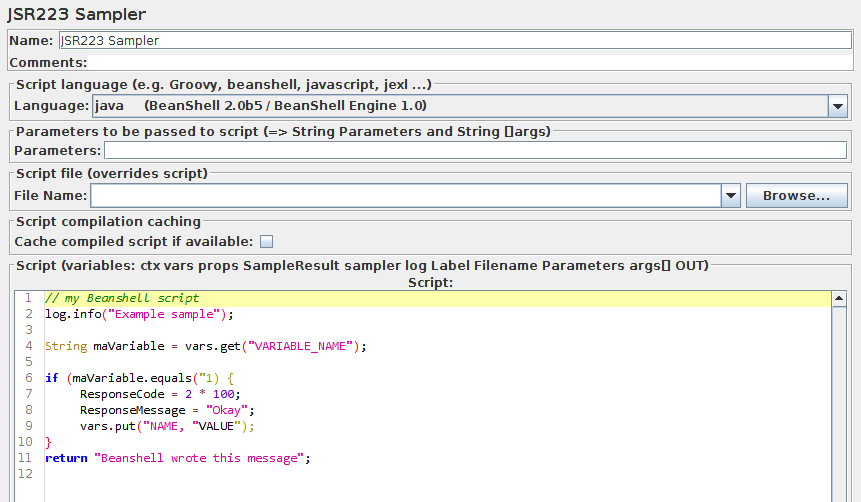 JSR223 Sampler
Name: JSR223 Sampler
Comments:
Script language (e.g. Groovy, beanshell, javascript, jexl ...)
Language: java (BeanShell 2.0b5 / BeanShell Engine 1.0)
Parameters to be passed to script (=> String Parameters and String []args)
Parameters:
Script file (overrides script)
File Name: Browse...
Script compilation caching
Cache compiled script if available:
Script (variables: ctx vars props SampleResult sampler log Label Filename Parameters args[] OUT)
Script:
1 // my Beanshell script
2 log.info("Example sample");
3
4 String maVariable = vars.get("VARIABLE_NAME");
5
6 if (maVariable.equals("1) {
7 ResponseCode = 2 * 100;
8 ResponseMessage = "Okay";
9 vars.put("NAME, "VALUE");
10 }
11 return "Beanshell wrote this message";
12